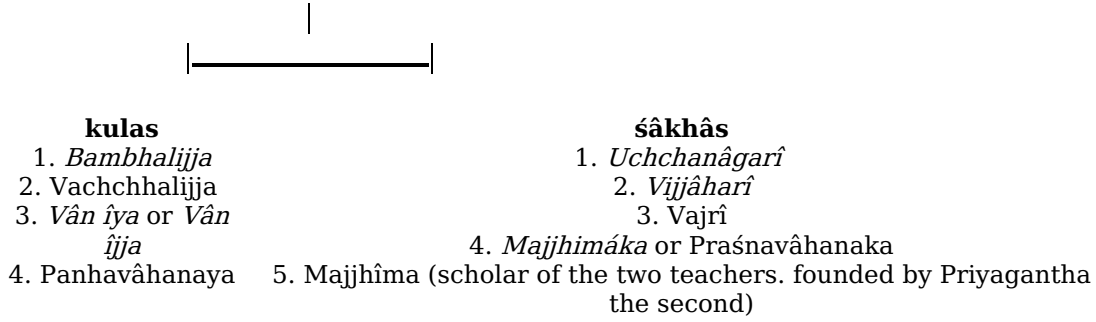 kulas
1. Bambhalijja
2. Vachchhalijja
3. Vân îya or Vân
îjja
4. Panhavâhanaya
śâkhâs
1. Uchchanâgarî
2. Vijjâharî
3. Vajrî
4. Majjhimáka or Praśnavâhanaka
5. Majjhîma (scholar of the two teachers. founded by Priyagantha
the second)